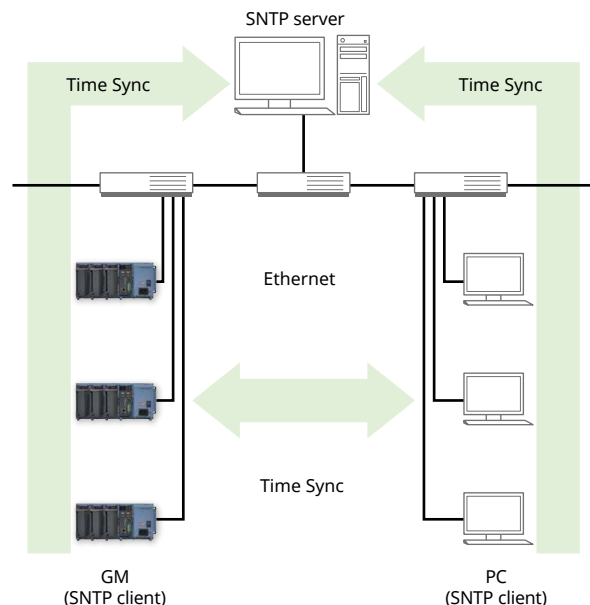 SNTP server
Time Sync
Time Sync
Ethernet
Time Sync
GM
(SNTP client)
PC
(SNTP client)